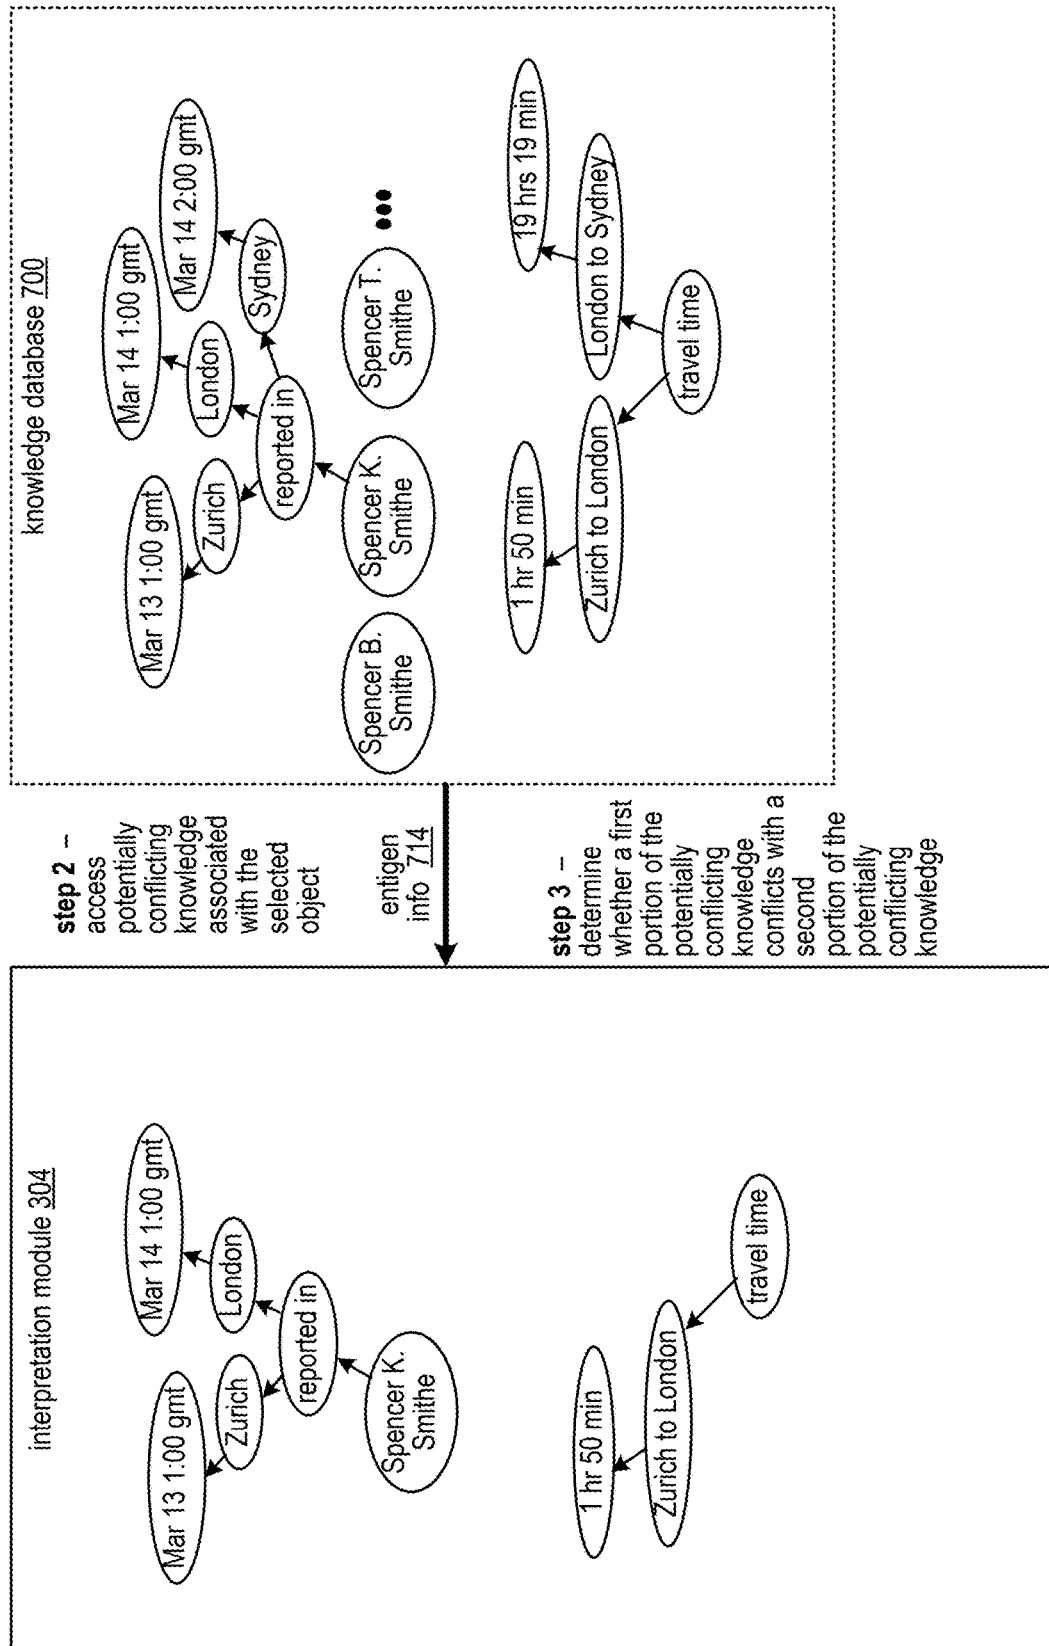 interpretation module 304
Mar 13 1:00 gmt
Mar 14 1:00 gmt
Zurich
London
reported in
Spencer K.
Smithe
1 hr 50 min
Zurich to London
travel time
step 2 –
access
potentially
conflicting
knowledge
associated
with the
selected
object
entigen
info 714
step 3 –
determine
whether a first
portion of the
potentially
conflicting
knowledge
conflicts with a
second
portion of the
potentially
conflicting
knowledge
knowledge database 700
Mar 13 1:00 gmt
Mar 14 1:00 gmt
Mar 14 2:00 gmt
Zurich
London
Sydney
reported in
Spencer B.
Smithe
Spencer K.
Smithe
Spencer T.
Smithe
1 hr 50 min
19 hrs 19 min
Zurich to London
London to Sydney
travel time